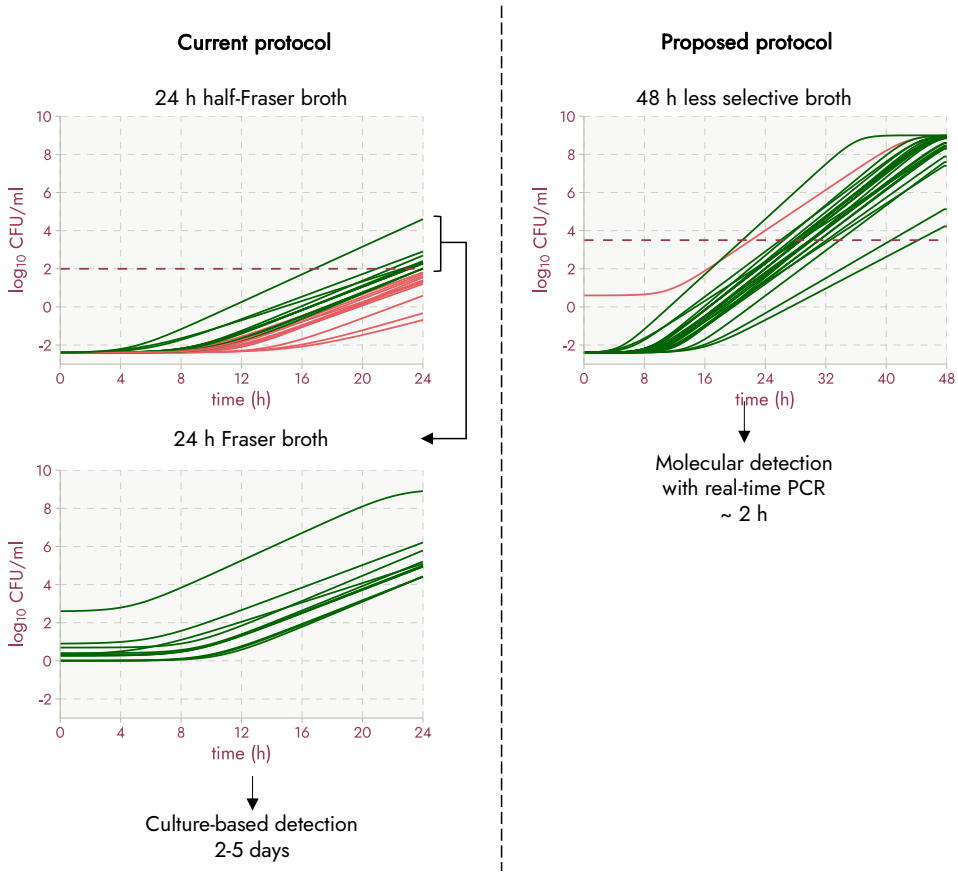 Current protocol
24 h half-Fraser broth
10
8
6
4
2
0
-2
log10 CFU/ml
0 4 8 12 16 20 24
time (h)
24 h Fraser broth
10
8
6
4
2
0
-2
log10 CFU/ml
0 4 8 12 16 20 24
time (h)
Culture-based detection
2-5 days
Proposed protocol
48 h less selective broth
10
8
6
4
2
0
-2
log10 CFU/ml
0 8 16 24 32 40 48
time (h)
Molecular detection
with real-time PCR
~ 2 h